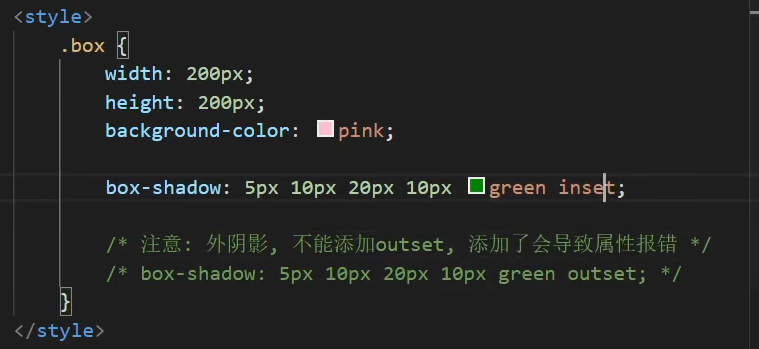 <style>
.box {
width: 200px;
height: 200px;
background-color: pink;
box-shadow: 5px 10px 20px 10px green inset;
/* 注意: 外阴影, 不能添加outset, 添加了会导致属性报错 */
/* box-shadow: 5px 10px 20px 10px green outset; */
}
</style>